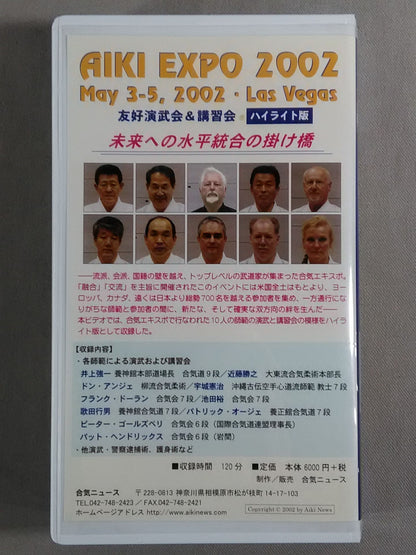 AIKI EXPO 2002
May 3-5, 2002・Las Vegas
友好演武会&講習会 ハイライト版
未来への水平統合の掛け橋
――流派、会派、国籍の壁を越え、トップレベルの武道家が集まった合気エキスポ。
「融合」「交流」を主旨に開催されたこのイベントには米国全土はもとより、ヨー
ロッパ、カナダ、遠くは日本より総勢700名を越える参加者を集め、一方通行にな
りがちな師範と参加者の間に、新たな、そして確実な双方向の絆を生んだ――
本ビデオでは、合気エキスポで行なわれた10人の師範の演武と講習会の模様をハイライ
ト版として収録した。
【収録内容】
・各師範による演武および講習会
井上強一 養神館本部道場長 合気道9段/近藤勝之 大東流合気柔術本部長
ドン・アンジェ 柳流合気柔術/宇城憲治 沖縄古伝空手心道流師範 教士7段
フランク・ドーラン 合気会7段/池田裕 合気会7段
歌田行男 養神館合気道7段/パトリック・オージェ 養正館合気道7段
ピーター・ゴールズベリ 合気会6段(国際合気道連盟理事長)
パット・ヘンドリックス 合気会6段(岩間)
・他演武・警察逮捕術、護身術など
■収録時間 120分 ■定価 本体6000円+税
制作/販売 合気ニュース
合気ニュース 〒228-0813 神奈川県相模原市松が枝町14-17-103
TEL.042-748-2423 / FAX.042-748-2421
ホームページアドレス http://www.aikinews.com
Copyright © 2002 by Aiki News